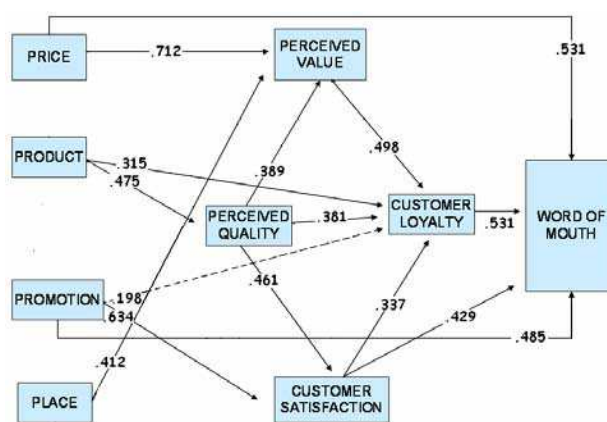 PRICE
.712
PERCEIVED
VALUE
.531
PRODUCT
.315
.475
.389
.498
PERCEIVED
QUALITY
.381
CUSTOMER
LOYALTY
.531
WORD OF
MOUTH
PROMOTION
.198
.634
.461
.337
.429
.485
.412
PLACE
CUSTOMER
SATISFACTION